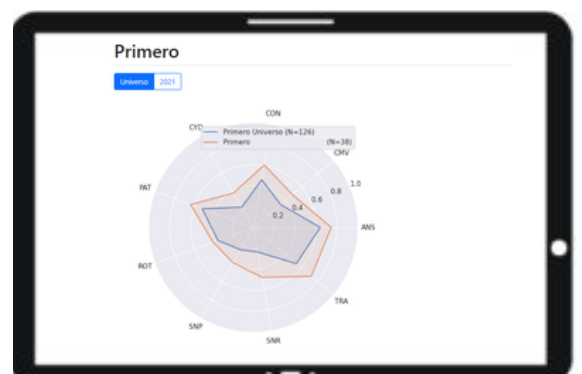 Primero
Universo 2021
CON
CYD
Primero Universo (N=126)
Primero (N=38)
CMV
PAT
1.0
0.8
0.6
0.4
0.2
ANS
ROT
TRA
SNP
SNR